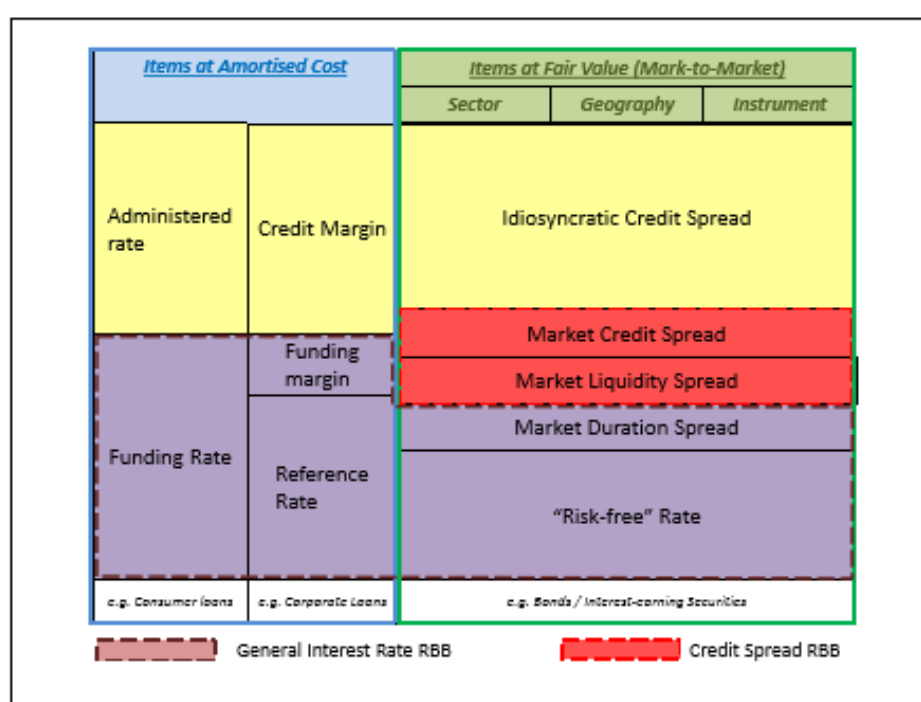 Items at Amortised Cost
Items at Fair Value (Mark-to-Market)
Sector
Geography
Instrument
Administered
rate
Credit Margin
Idiosyncratic Credit Spread
Market Credit Spread
Funding
margin
Market Liquidity Spread
Market Duration Spread
Funding Rate
Reference
Rate
“Risk-free” Rate
e.g. Consumer loans
e.g. Corporate Loans
e.g. Bonds / Interest-earning Securities
General Interest Rate RBB
Credit Spread RBB